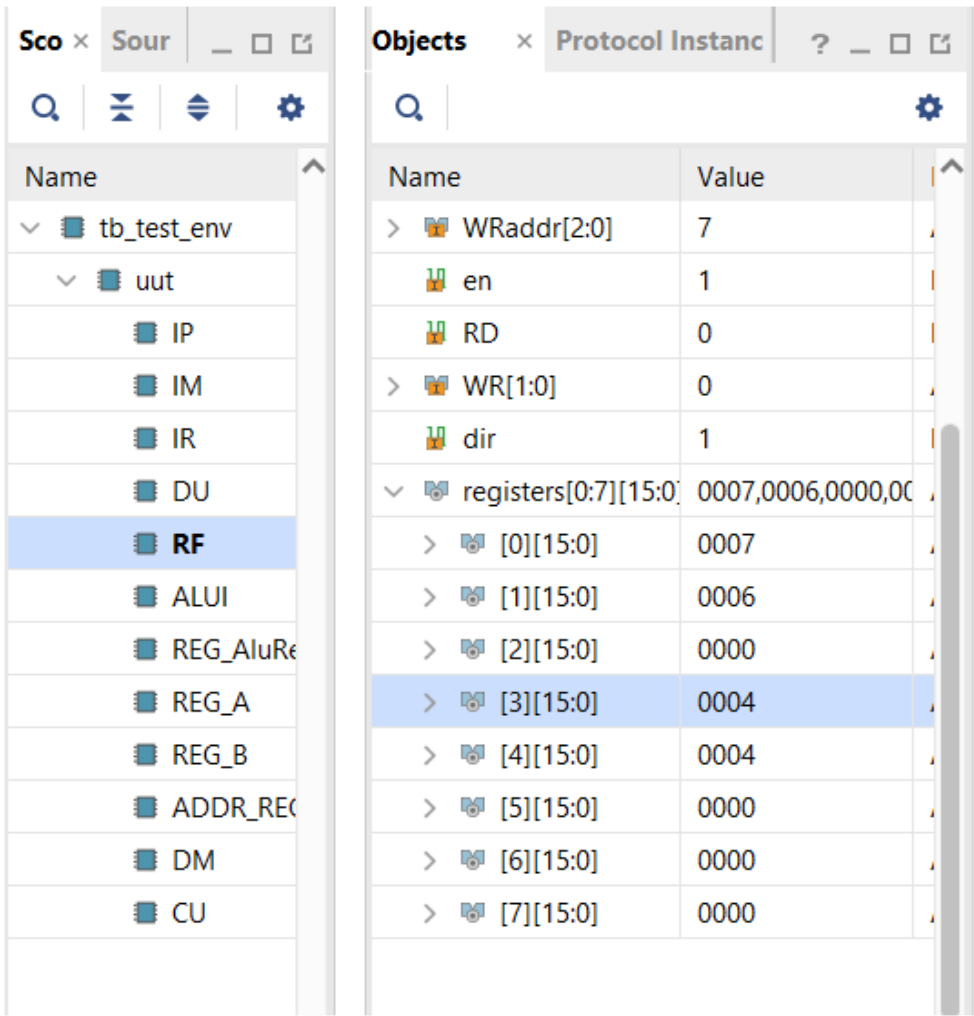 Sco × Sour
Name
tb_test_env
uut
IP
IM
IR
DU
RF
ALUI
REG_AluRe
REG_A
REG_B
ADDR_REG
DM
CU
Objects × Protocol Instanc ?
Name Value
WRaddr[2:0] 7
en 1
RD 0
WR[1:0] 0
dir 1
registers[0:7][15:0] 0007,0006,0000,00
[0][15:0] 0007
[1][15:0] 0006
[2][15:0] 0000
[3][15:0] 0004
[4][15:0] 0004
[5][15:0] 0000
[6][15:0] 0000
[7][15:0] 0000